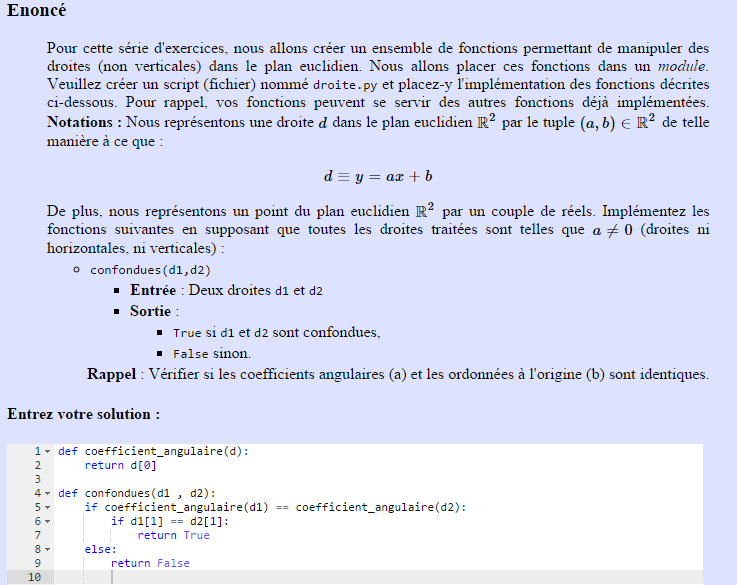 Enoncé
Pour cette série d'exercices, nous allons créer un ensemble de fonctions permettant de manipuler des
droites (non verticales) dans le plan euclidien. Nous allons placer ces fonctions dans un module.
Veuillez créer un script (fichier) nommé droite.py et placez-y l'implémentation des fonctions décrites
ci-dessous. Pour rappel, vos fonctions peuvent se servir des autres fonctions déjà implémentées.
Notations : Nous représentons une droite d dans le plan euclidien ℝ² par le tuple (a, b) ∈ ℝ² de telle
manière à ce que :
d ≡ y = ax + b
De plus, nous représentons un point du plan euclidien ℝ² par un couple de réels. Implémentez les
fonctions suivantes en supposant que toutes les droites traitées sont telles que a ≠ 0 (droites ni
horizontales, ni verticales) :
confondues(d1,d2)
Entrée : Deux droites d1 et d2
Sortie :
True si d1 et d2 sont confondues,
False sinon.
Rappel : Vérifier si les coefficients angulaires (a) et les ordonnées à l'origine (b) sont identiques.
Entrez votre solution :
1 def coefficient_angulaire(d):
2     return d[0]
3
4 def confondues(d1 , d2):
5     if coefficient_angulaire(d1) == coefficient_angulaire(d2):
6         if d1[1] == d2[1]:
7             return True
8     else:
9         return False
10